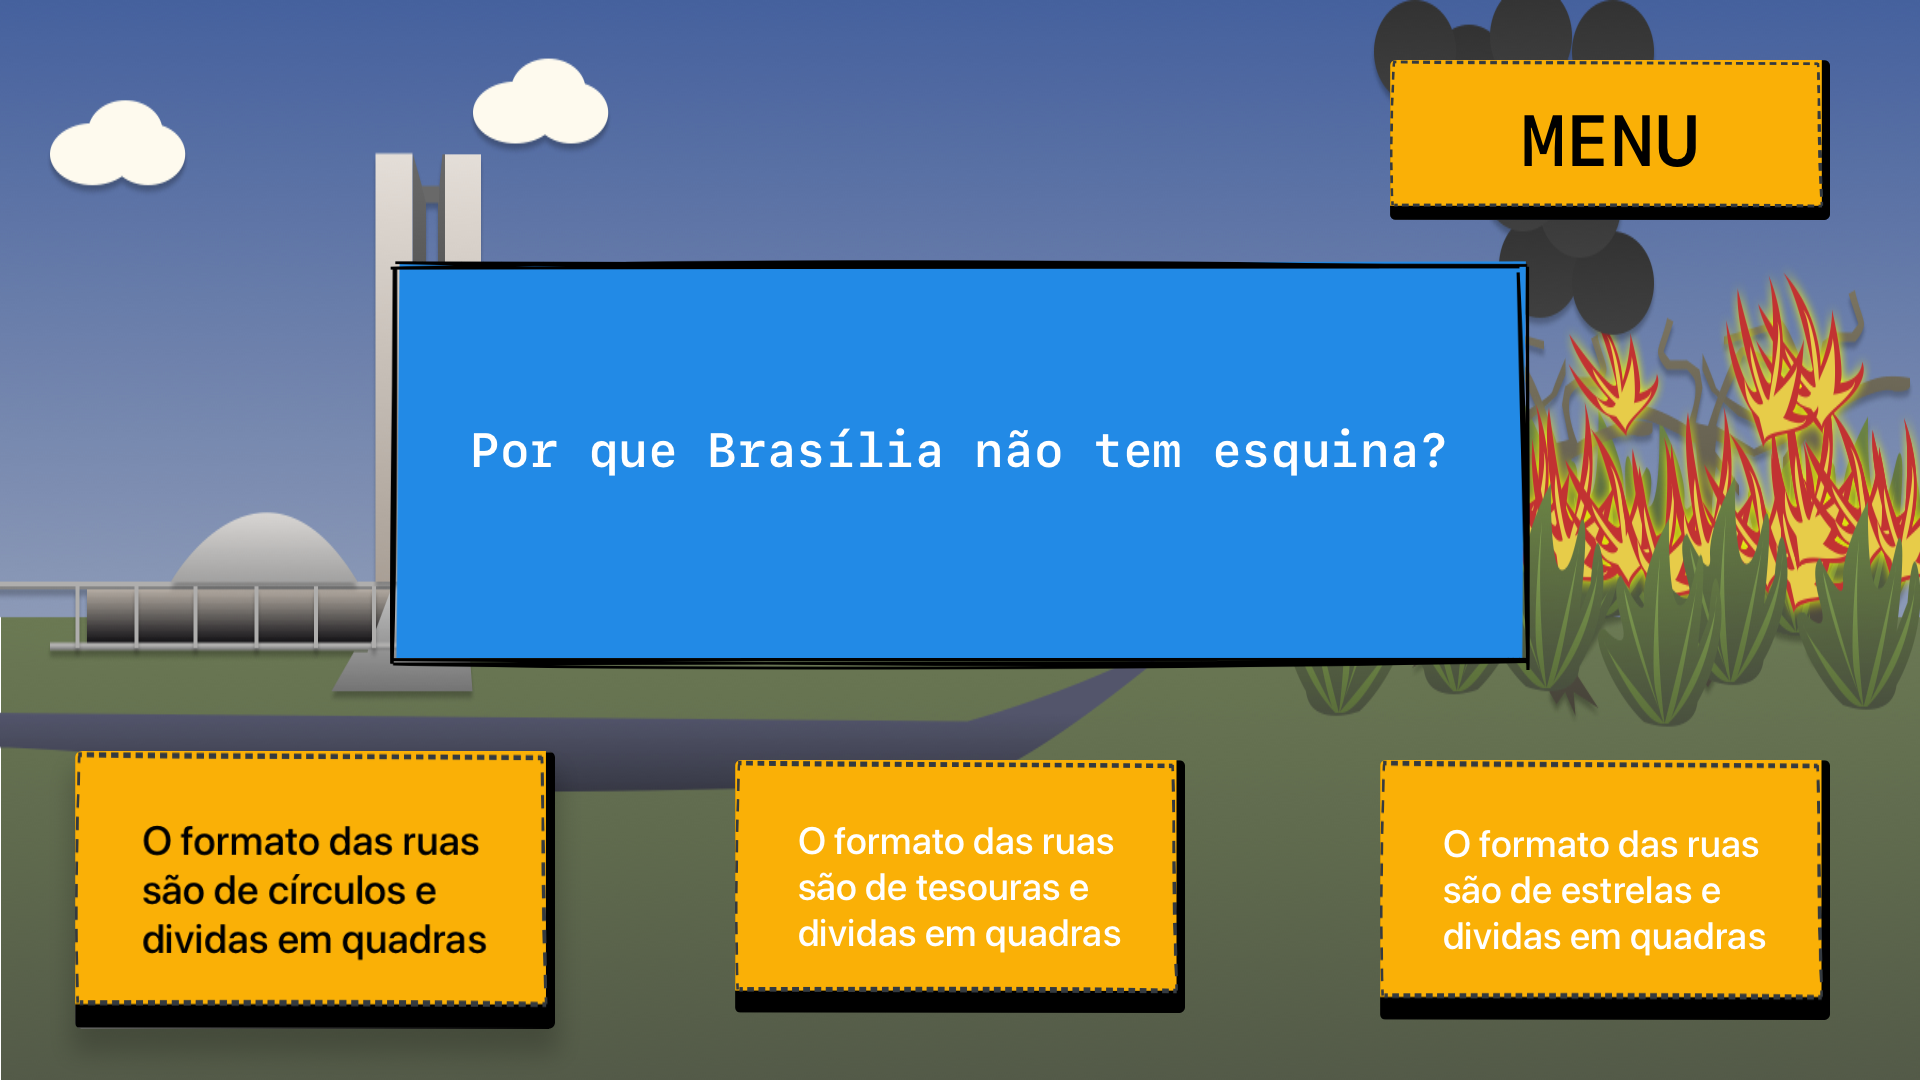 MENU
Por que Brasília não tem esquina?
O formato das ruas
são de círculos e
dividas em quadras
O formato das ruas
são de tesouras e
dividas em quadras
O formato das ruas
são de estrelas e
dividas em quadras